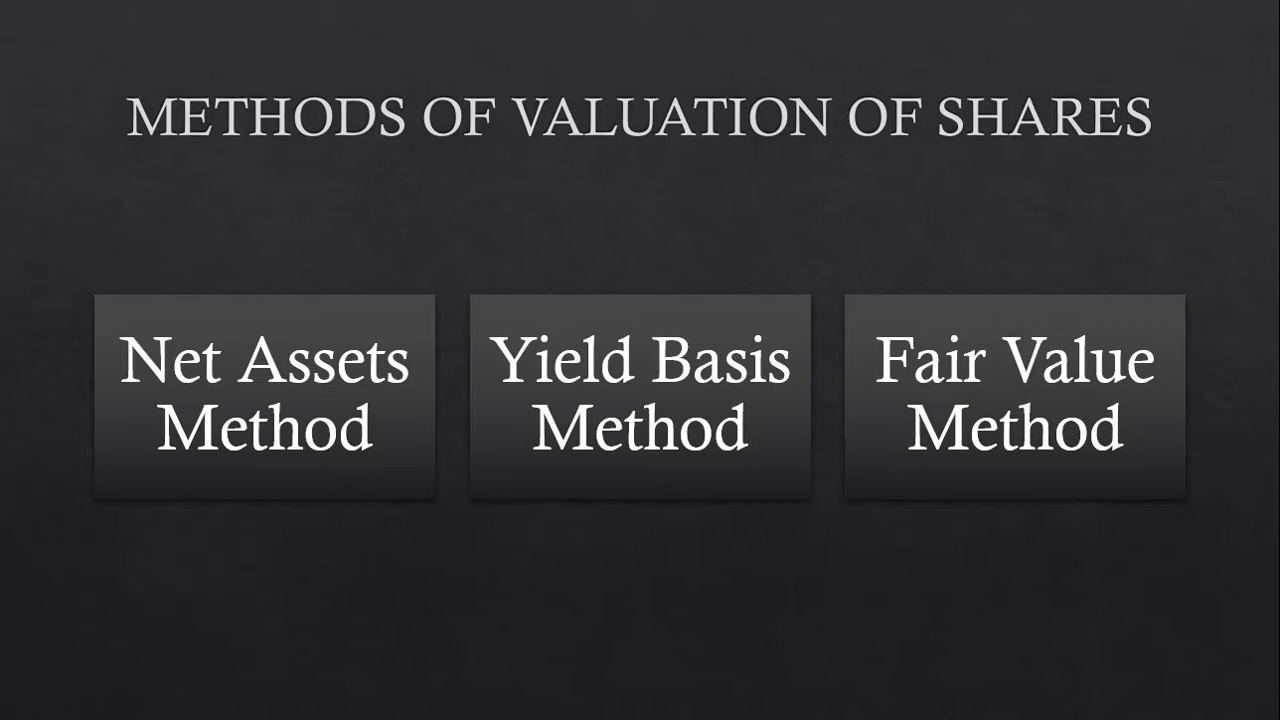 METHODS OF VALUATION OF SHARES
Net Assets
Method
Yield Basis
Method
Fair Value
Method